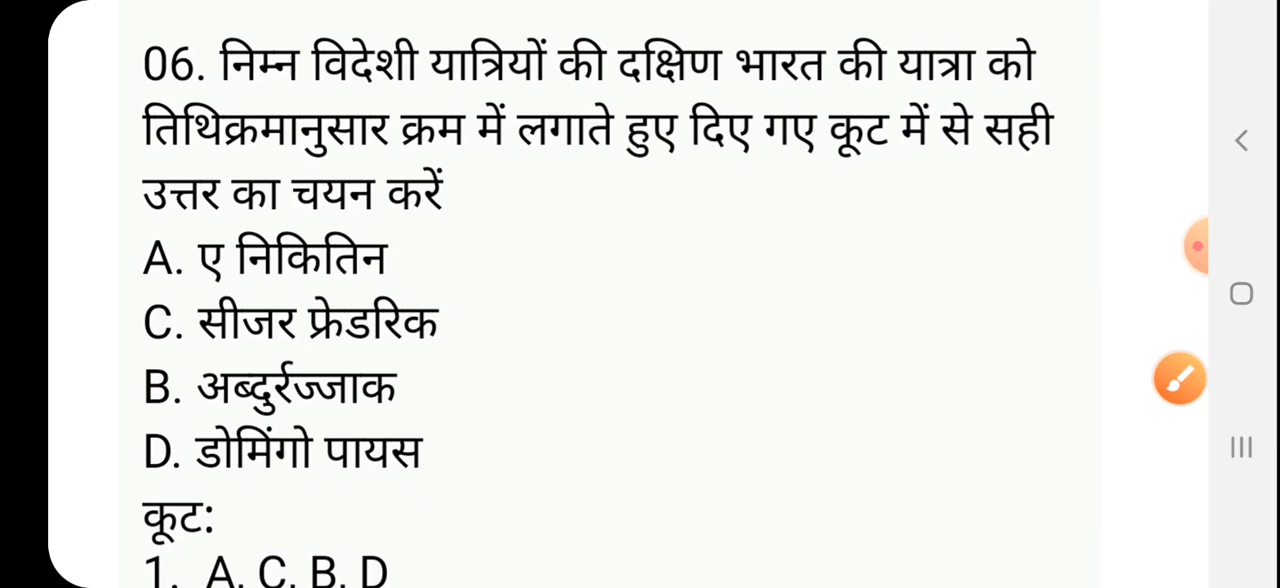 06. निम्न विदेशी यात्रियों की दक्षिण भारत की यात्रा को
तिथिक्रमानुसार क्रम में लगाते हुए दिए गए कूट में से सही
उत्तर का चयन करें
A. ए निकितिन
C. सीजर फ्रेडरिक
B. अब्दुर्रज्जाक
D. डोमिंगो पायस
कूट:
1. A, C, B, D